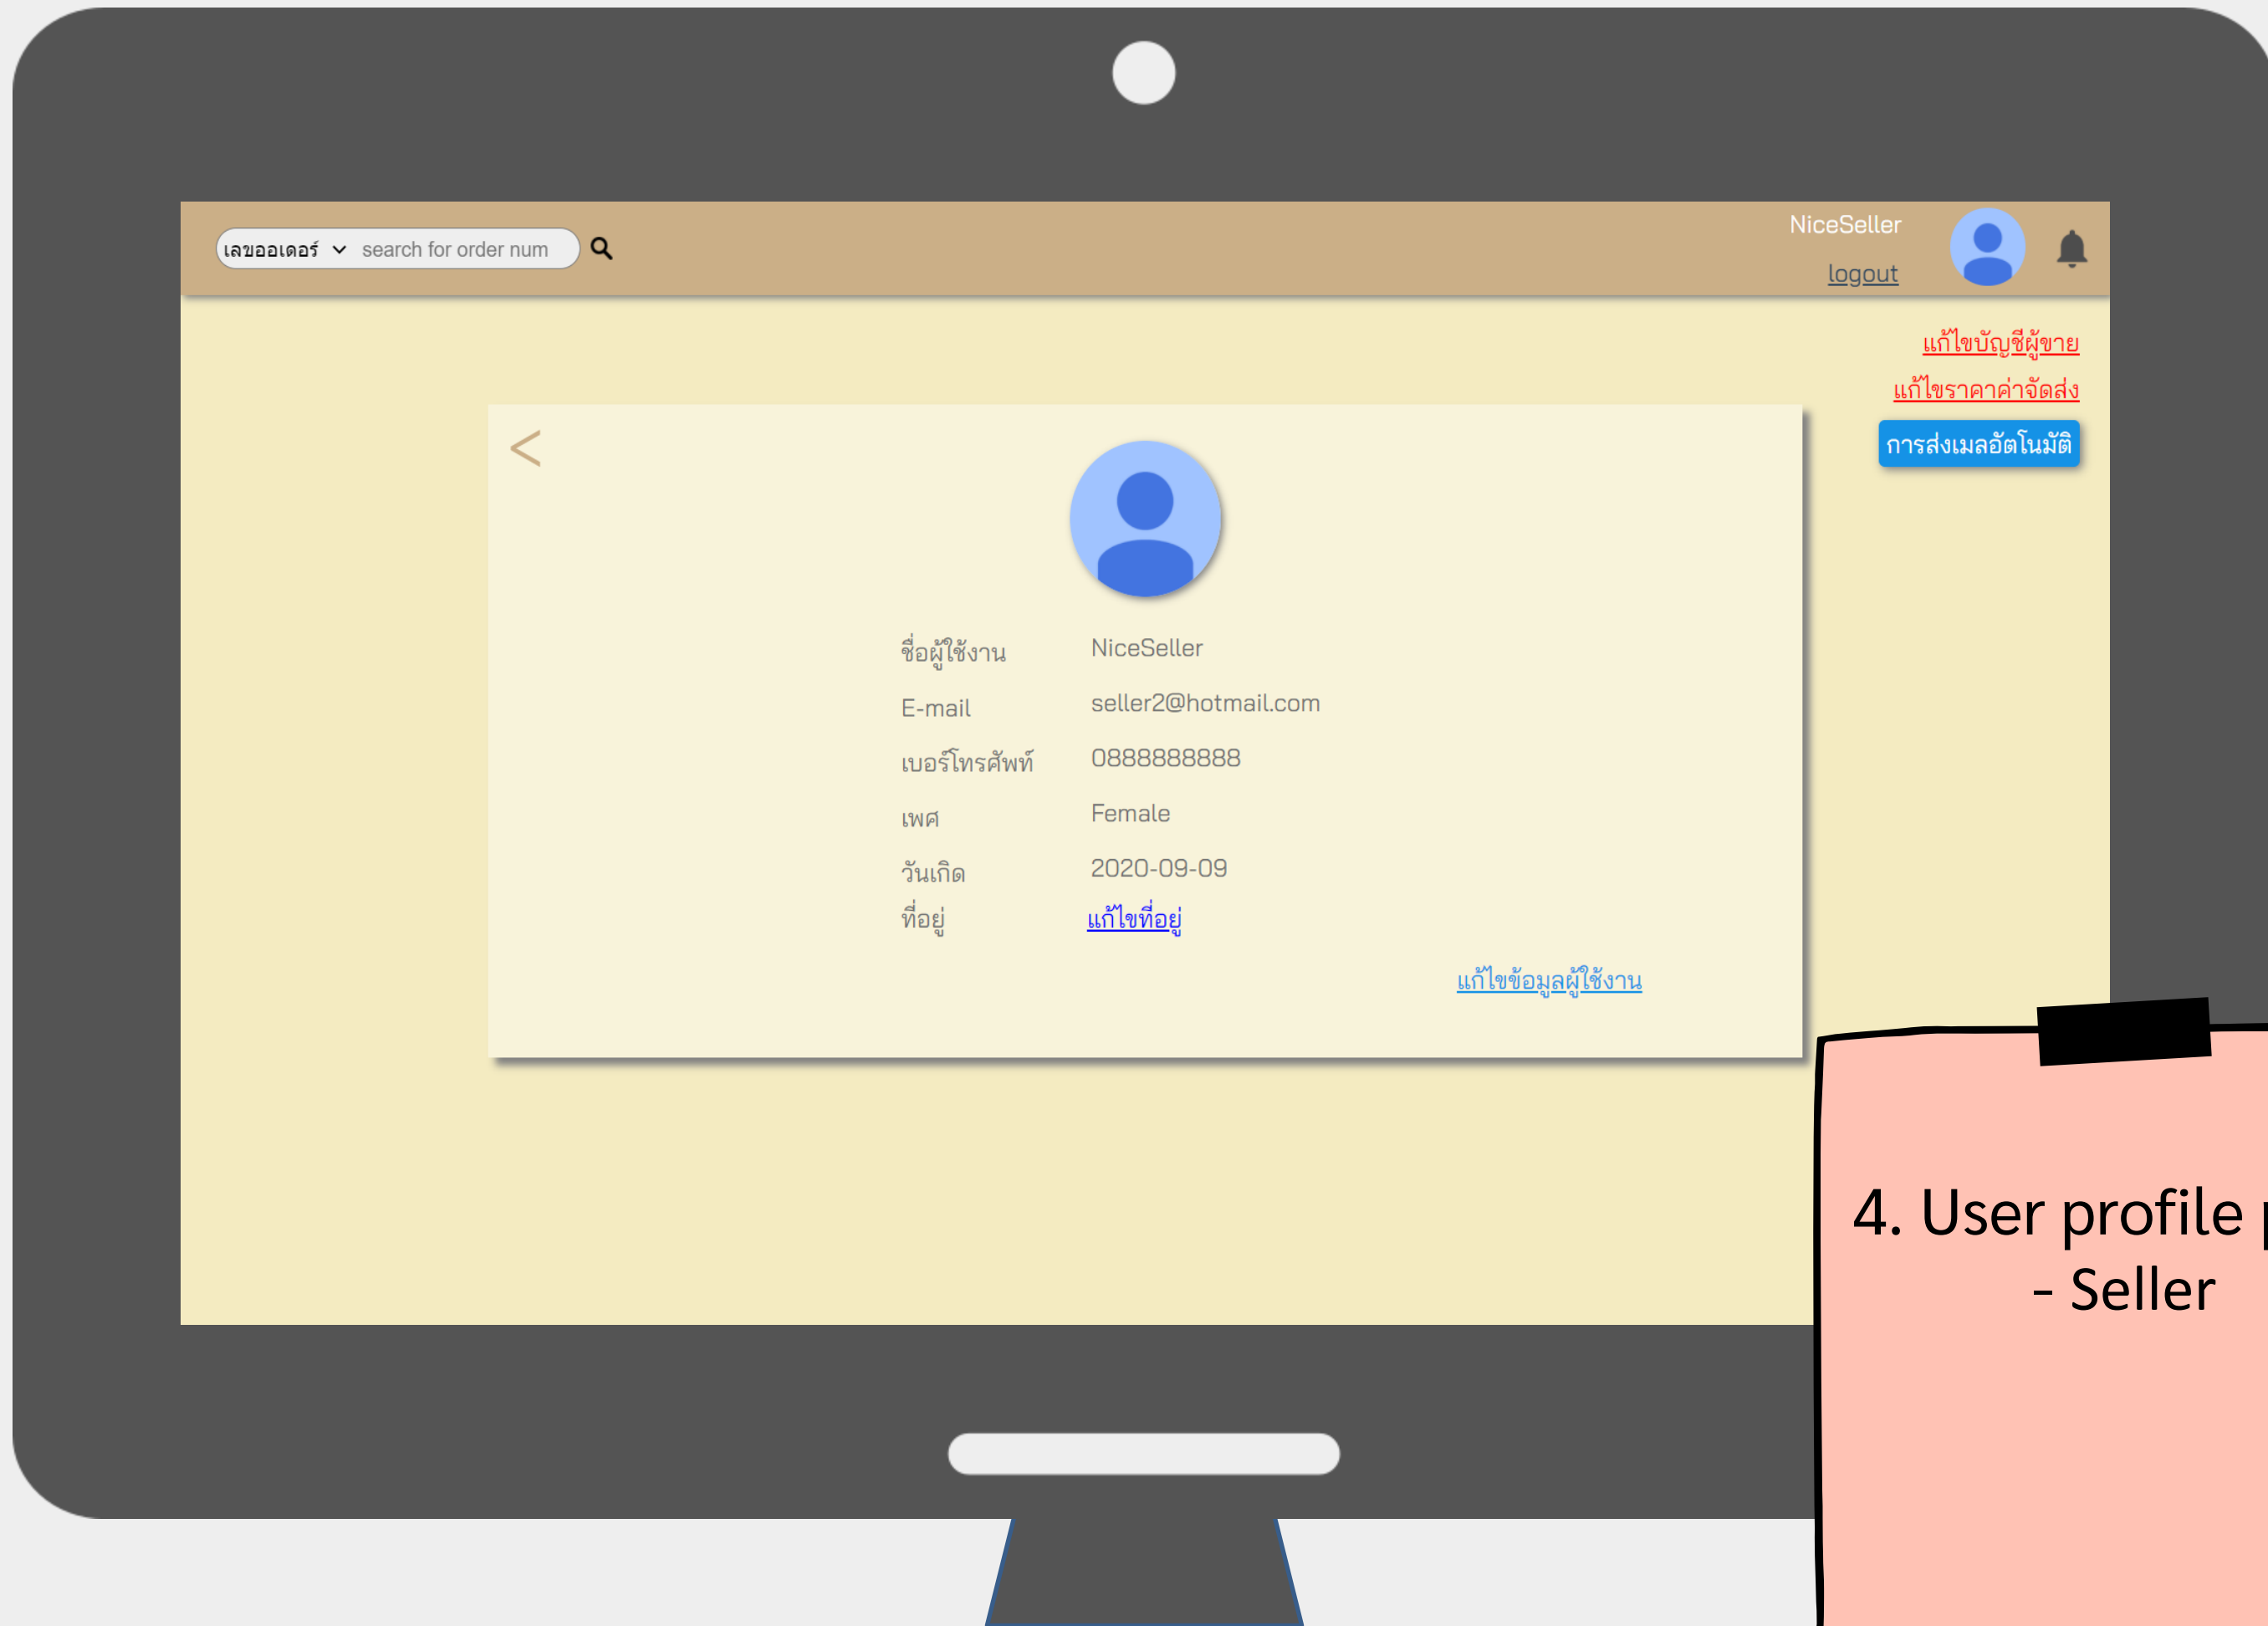 เลขออเดอร์ search for order num
NiceSeller
logout
แก้ไขบัญชีผู้ขาย
แก้ไขราคาค่าจัดส่ง
การส่งเมลอัตโนมัติ
<
ชื่อผู้ใช้งาน NiceSeller
E-mail seller2@hotmail.com
เบอร์โทรศัพท์ 0888888888
เพศ Female
วันเกิด 2020-09-09
ที่อยู่ แก้ไขที่อยู่
แก้ไขข้อมูลผู้ใช้งาน
4. User profile
- Seller